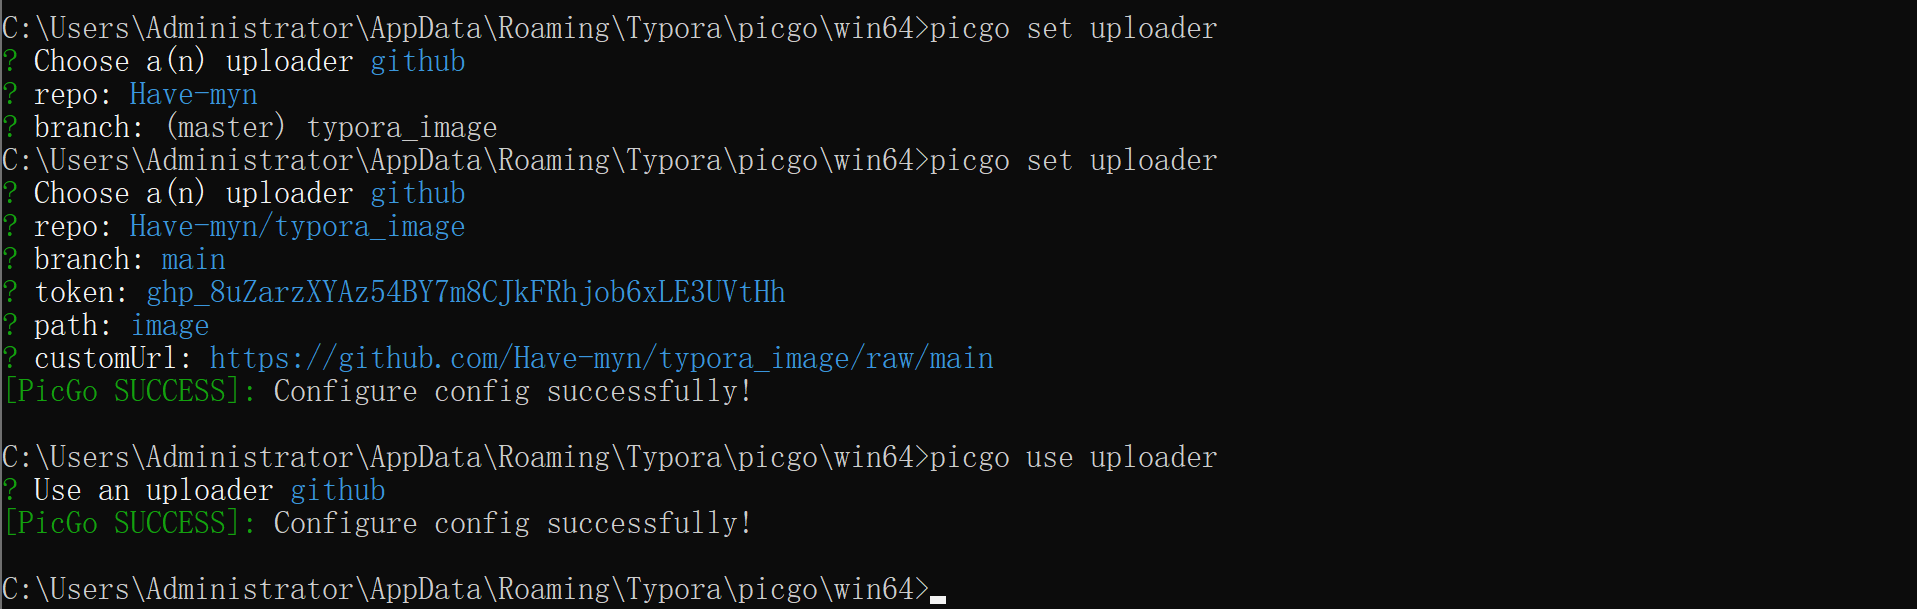 C:\Users\Administrator\AppData\Roaming\Typora\picgo\win64>picgo set uploader
? Choose a(n) uploader github
? repo: Have-myn
? branch: (master) typora_image
C:\Users\Administrator\AppData\Roaming\Typora\picgo\win64>picgo set uploader
? Choose a(n) uploader github
? repo: Have-myn/typora_image
? branch: main
? token: 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
? path: image
? customUrl: https://github.com/Have-myn/typora_image/raw/main
[PicGo SUCCESS]: Configure config successfully!
C:\Users\Administrator\AppData\Roaming\Typora\picgo\win64>picgo use uploader
? Use an uploader github
[PicGo SUCCESS]: Configure config successfully!
C:\Users\Administrator\AppData\Roaming\Typora\picgo\win64>